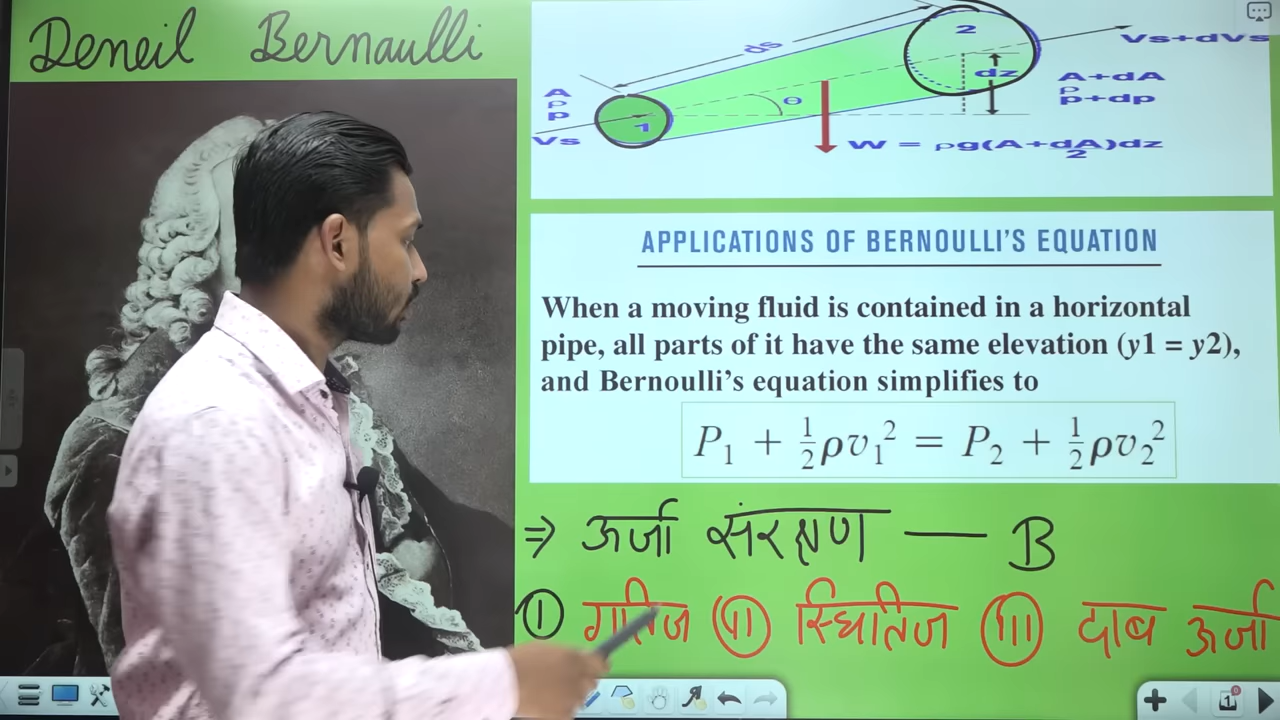 Deneil Bernaulli
ds
2
Vs+dVs
dz
A
ρ
p
Vs
1
θ
A+dA
ρ
p+dp
W = ρg(A+dA)dz
2
APPLICATIONS OF BERNOULLI'S EQUATION
When a moving fluid is contained in a horizontal
pipe, all parts of it have the same elevation (y1 = y2),
and Bernoulli's equation simplifies to
P₁ + ½ρv₁² = P₂ + ½ρv₂²
⇒ ऊर्जा संरक्षण — B
(I) गतिज (II) स्थितिज (III) दाब ऊर्जा
1
0